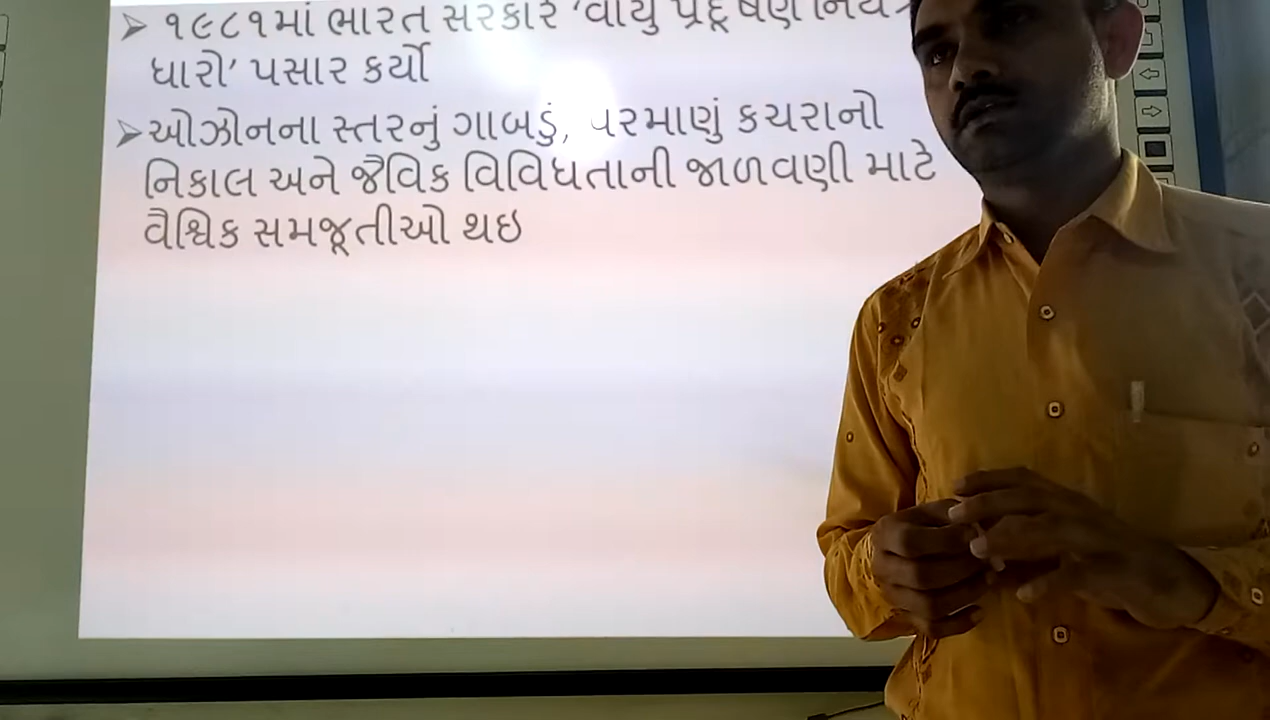 ➢ ૧૯૮૧માં ભારત સરકારે 'વાયુ પ્રદૂષણ
ધારો' પસાર કર્યો
➢ઓઝોનના સ્તરનું ગાબડું, પરમાણું કચરાનો
નિકાલ અને જૈવિક વિવિધતાની જાળવણી માટે
વૈશ્વિક સમજૂતીઓ થઇ